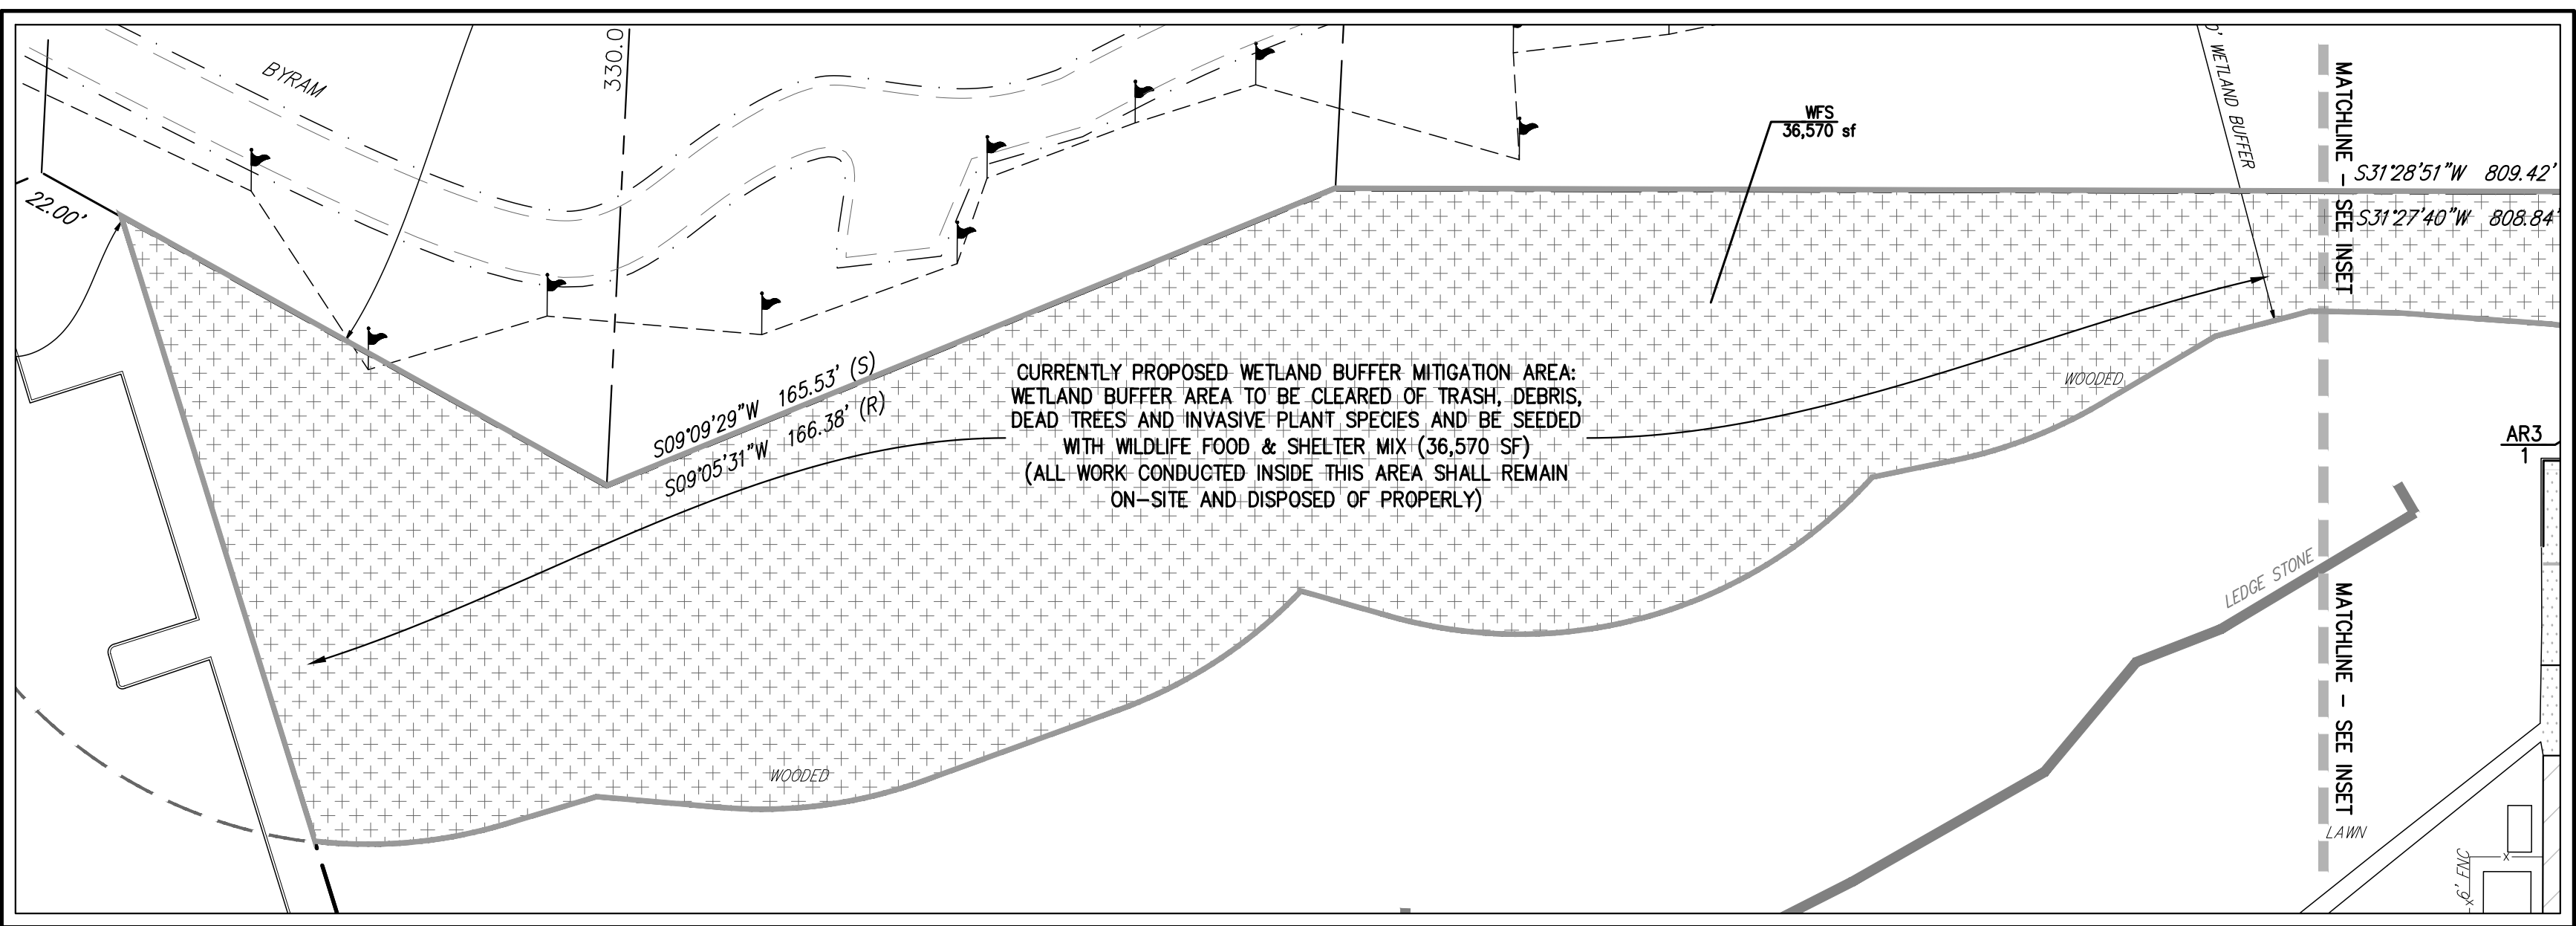 BYRAM
330.0
22.00'
WFS
36,570 sf
WETLAND BUFFER
MATCHLINE - SEE INSET
S31°28'51"W 809.42'
S31°27'40"W 808.84'
S09°09'29"W 165.53' (S)
S09°05'31"W 166.38' (R)
CURRENTLY PROPOSED WETLAND BUFFER MITIGATION AREA:
WETLAND BUFFER AREA TO BE CLEARED OF TRASH, DEBRIS,
DEAD TREES AND INVASIVE PLANT SPECIES AND BE SEEDED
WITH WILDLIFE FOOD & SHELTER MIX (36,570 SF)
(ALL WORK CONDUCTED INSIDE THIS AREA SHALL REMAIN
ON-SITE AND DISPOSED OF PROPERLY)
WOODED
AR3
1
LEDGE STONE
MATCHLINE - SEE INSET
WOODED
LAWN
6' FNC